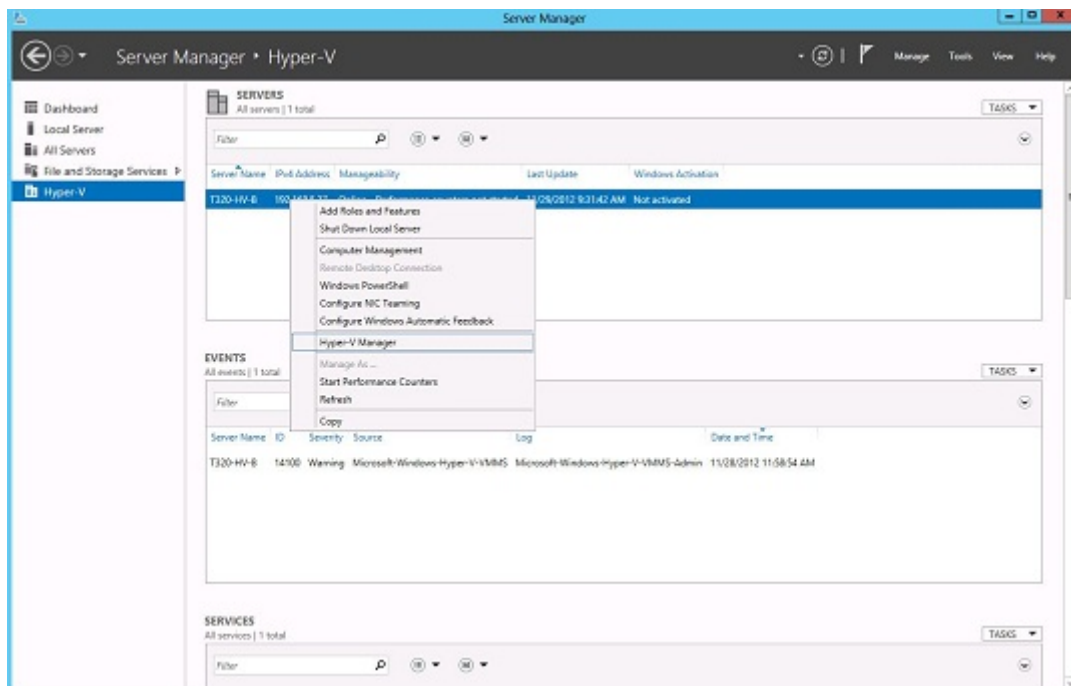 Server Manager
Server Manager • Hyper-V
Manage Tools View Help
Dashboard
Local Server
All Servers
File and Storage Services
Hyper-V
SERVERS
All servers | 1 total
TASKS
Filter
Server Name IPv4 Address Manageability Last Update Windows Activation
T320-HV-B 11/29/2012 9:31:42 AM Not activated
Add Roles and Features
Shut Down Local Server
Computer Management
Remote Desktop Connection
Windows PowerShell
Configure NIC Teaming
Configure Windows Automatic Feedback
Hyper-V Manager
Manage As ...
Start Performance Counters
Refresh
Copy
EVENTS
All events | 1 total
TASKS
Filter
Server Name ID Severity Source Log Date and Time
T320-HV-B 14100 Warning Microsoft-Windows-Hyper-V-VMMS Microsoft-Windows-Hyper-V-VMMS-Admin 11/28/2012 11:58:54 AM
SERVICES
All services | 1 total
TASKS
Filter